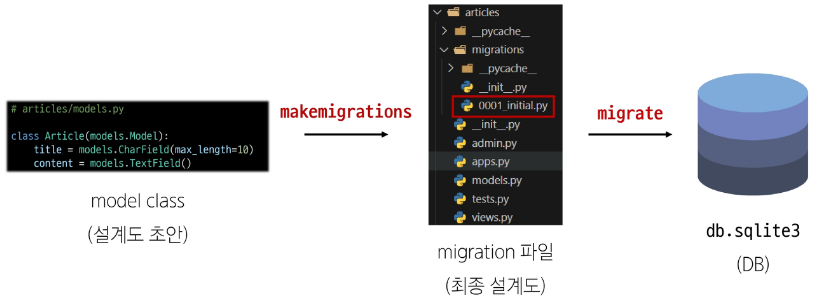 # articles/models.py
class Article(models.Model):
title = models.CharField(max_length=10)
content = models.TextField()
model class
(설계도 초안)
makemigrations
articles
__pycache__
migrations
__pycache__
__init__.py
0001_initial.py
__init__.py
admin.py
apps.py
models.py
tests.py
views.py
migration 파일
(최종 설계도)
migrate
db.sqlite3
(DB)